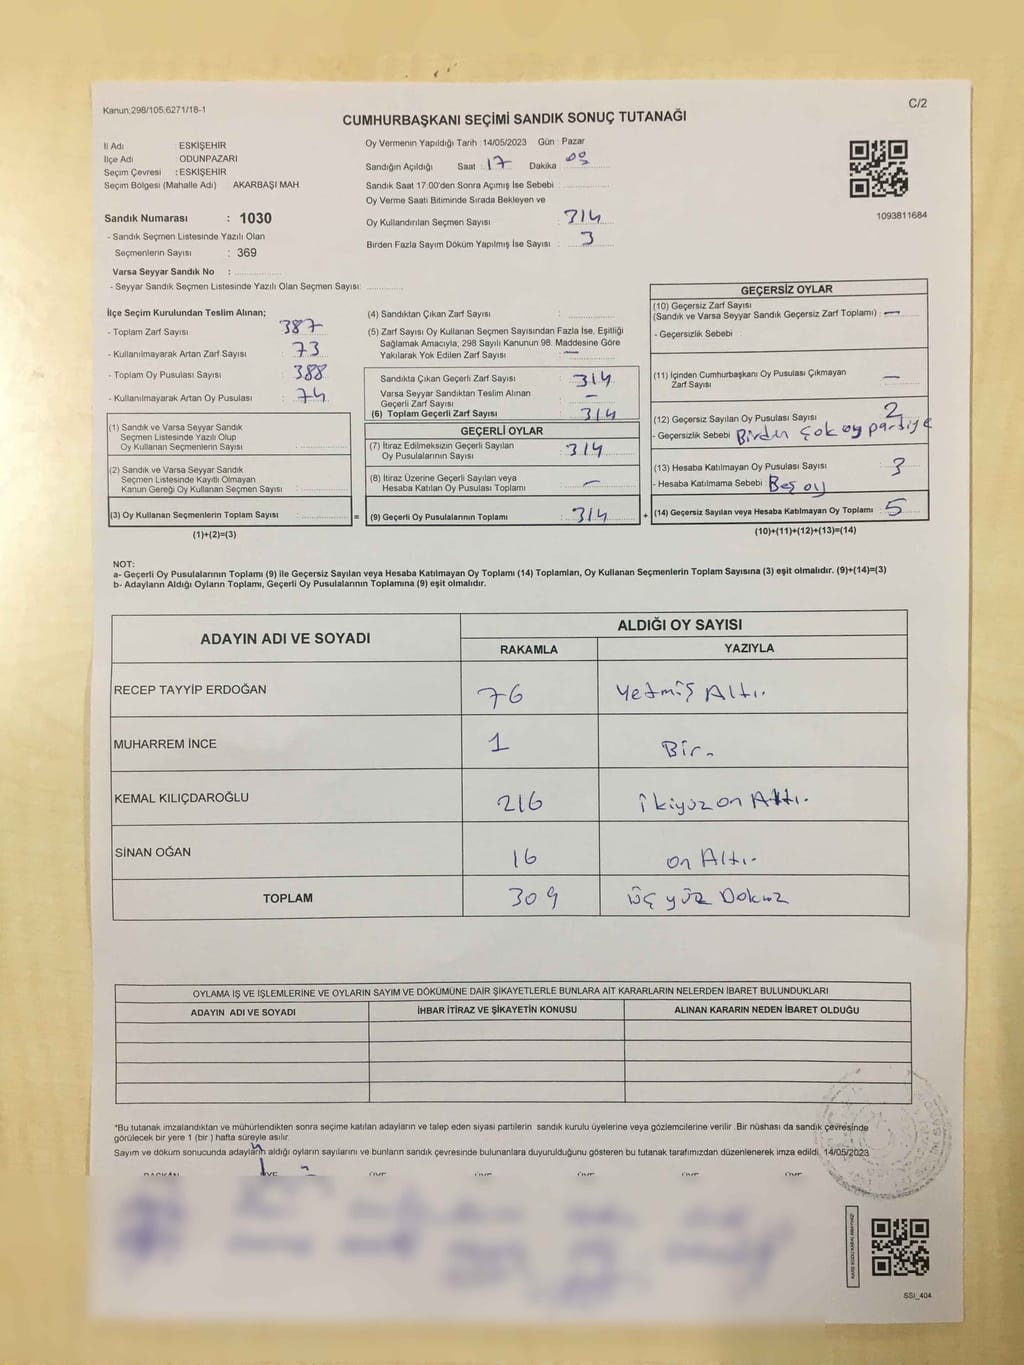 Kanun;298/105;6271/18-1
C/2
CUMHURBAŞKANI SEÇİMİ SANDIK SONUÇ TUTANAĞI
İl Adı : ESKİŞEHİR
İlçe Adı : ODUNPAZARI
Seçim Çevresi : ESKİŞEHİR
Seçim Bölgesi (Mahalle Adı) AKARBAŞI MAH.
Sandık Numarası : 1030
- Sandık Seçmen Listesinde Yazılı Olan
Seçmenlerin Sayısı : 369
Varsa Seyyar Sandık No :
- Seyyar Sandık Seçmen Listesinde Yazılı Olan Seçmen Sayısı:
Oy Vermenin Yapıldığı Tarih :14/05/2023 Gün : Pazar
Sandığın Açıldığı Saat : 17 Dakika : 00
Sandık Saat 17.00'den Sonra Açımış İse Sebebi :
Oy Verme Saati Bitiminde Sırada Bekleyen ve
Oy Kullandırılan Seçmen Sayısı : 314
Birden Fazla Sayım Döküm Yapılmış İse Sayısı : 3
1093811684
İlçe Seçim Kurulundan Teslim Alınan;
- Toplam Zarf Sayısı : 387
- Kullanılmayarak Artan Zarf Sayısı : 73
- Toplam Oy Pusulası Sayısı : 388
- Kullanılmayarak Artan Oy Pusulası : 74
(1) Sandık ve Varsa Seyyar Sandık
Seçmen Listesinde Yazılı Olup
Oy Kullanan Seçmenlerin Sayısı :
(2) Sandık ve Varsa Seyyar Sandık
Seçmen Listesinde Kayıtlı Olmayan
Kanun Gereği Oy Kullanan Seçmen Sayısı :
(3) Oy Kullanan Seçmenlerin Toplam Sayısı :
(1)+(2)=(3)
(4) Sandıktan Çıkan Zarf Sayısı :
(5) Zarf Sayısı Oy Kullanan Seçmen Sayısından Fazla İse, Eşitliği
Sağlamak Amacıyla, 298 Sayılı Kanunun 98. Maddesine Göre
Yakılarak Yok Edilen Zarf Sayısı : —
Sandıkta Çıkan Geçerli Zarf Sayısı : 314
Varsa Seyyar Sandıktan Teslim Alınan
Geçerli Zarf Sayısı : —
(6) Toplam Geçerli Zarf Sayısı : 314
GEÇERLİ OYLAR
(7) İtiraz Edilmeksizin Geçerli Sayılan
Oy Pusulalarının Sayısı : 314
(8) İtiraz Üzerine Geçerli Sayılan veya
Hesaba Katılan Oy Pusulası Toplamı : —
= (9) Geçerli Oy Pusulalarının Toplamı : 314 +
GEÇERSİZ OYLAR
(10) Geçersiz Zarf Sayısı
(Sandık ve Varsa Seyyar Sandık Geçersiz Zarf Toplamı) : —
- Geçersizlik Sebebi :
(11) İçinden Cumhurbaşkanı Oy Pusulası Çıkmayan
Zarf Sayısı —
(12) Geçersiz Sayılan Oy Pusulası Sayısı : 2
- Geçersizlik Sebebi : Birden çok oy partiye
(13) Hesaba Katılmayan Oy Pusulası Sayısı : 3
- Hesaba Katılmama Sebebi : Beş oy
(14) Geçersiz Sayılan veya Hesaba Katılmayan Oy Toplamı : 5
(10)+(11)+(12)+(13)=(14)
NOT:
a- Geçerli Oy Pusulalarının Toplamı (9) ile Geçersiz Sayılan veya Hesaba Katılmayan Oy Toplamı (14) Toplamları, Oy Kullanan Seçmenlerin Toplam Sayısına (3) eşit olmalıdır. (9)+(14)=(3)
b- Adayların Aldığı Oyların Toplamı, Geçerli Oy Pusulalarının Toplamına (9) eşit olmalıdır.
ADAYIN ADI VE SOYADI
ALDIĞI OY SAYISI
RAKAMLA YAZIYLA
RECEP TAYYİP ERDOĞAN 76 Yetmiş Altı.
MUHARREM İNCE 1 Bir.
KEMAL KILIÇDAROĞLU 216 İkiyüz on Altı.
SİNAN OĞAN 16 on Altı.
TOPLAM 309 üç yüz Dokuz
OYLAMA İŞ VE İŞLEMLERİNE VE OYLARIN SAYIM VE DÖKÜMÜNE DAİR ŞİKAYETLERLE BUNLARA AİT KARARLARIN NELERDEN İBARET BULUNDUKLARI
ADAYIN ADI VE SOYADI İHBAR İTİRAZ VE ŞİKAYETİN KONUSU ALINAN KARARIN NEDEN İBARET OLDUĞU
*Bu tutanak imzalandıktan ve mühürlendikten sonra seçime katılan adayların ve talep eden siyasi partilerin sandık kurulu üyelerine veya gözlemcilerine verilir .Bir nüshası da sandık çevresinde
görülecek bir yere 1 (bir ) hafta süreyle asılır.
Sayım ve döküm sonucunda adayların aldığı oyların sayılarını ve bunların sandık çevresinde bulunanlara duyurulduğunu gösteren bu tutanak tarafımızdan düzenlenerek imza edildi. 14/05/2023
SSİ_404